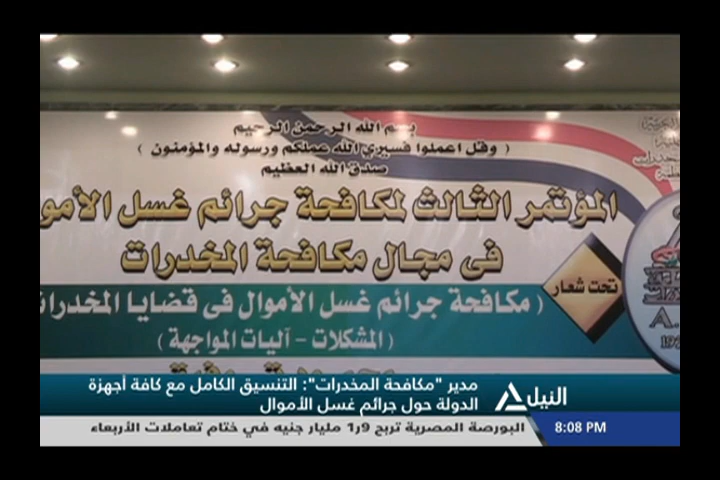 بسم الله الرحمن الرحيم
( وقل اعملوا فسيري الله عملكم ورسوله والمؤمنون )
صدق الله العظيم
المؤتمر الثالث لمكافحة جرائم غسل الأمو
فى مجال مكافحة المخدرات
تحت شعار
( مكافحة جرائم غسل الأموال فى قضايا المخدرا
( المشكلات - آليات المواجهة )
النيل
مدير "مكافحة المخدرات": التنسيق الكامل مع كافة أجهزة
الدولة حول جرائم غسل الأموال
8:08 PM
البورصة المصرية تربح 1٫9 مليار جنيه في ختام تعاملات الأربعاء